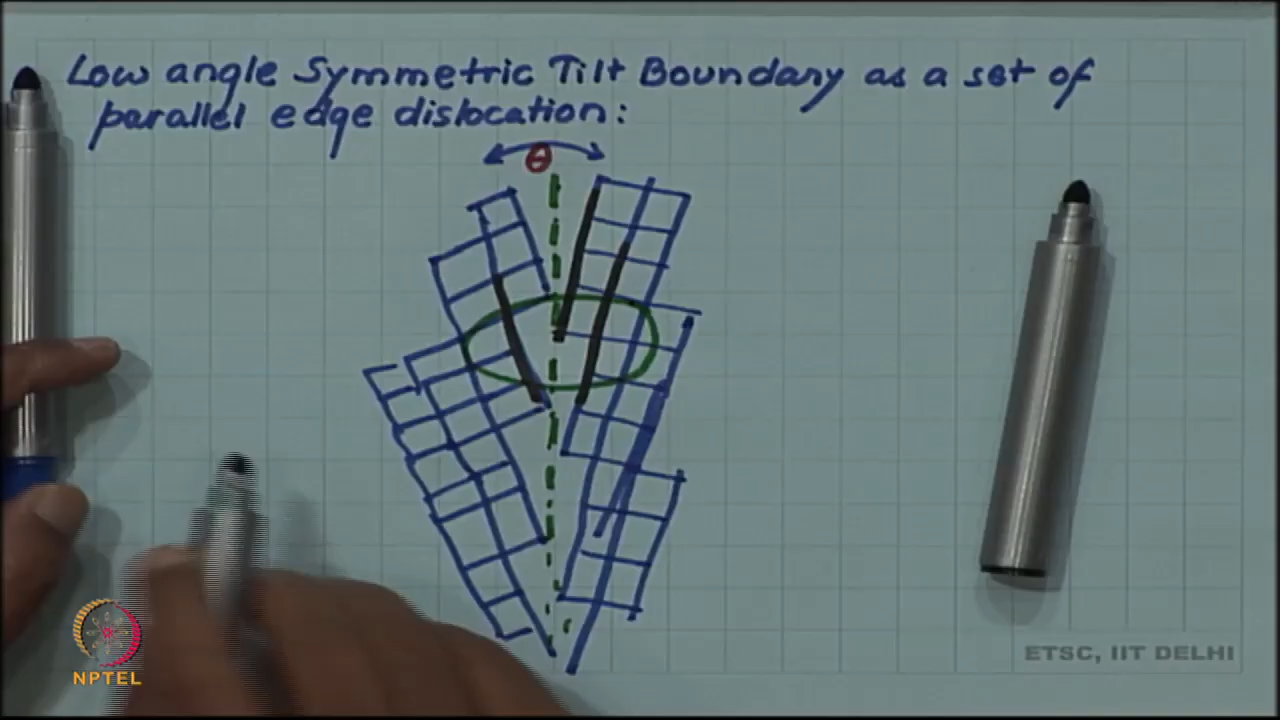 Low angle Symmetric Tilt Boundary as a set of
parallel edge dislocation:
θ
NPTEL
ETSC, IIT DELHI